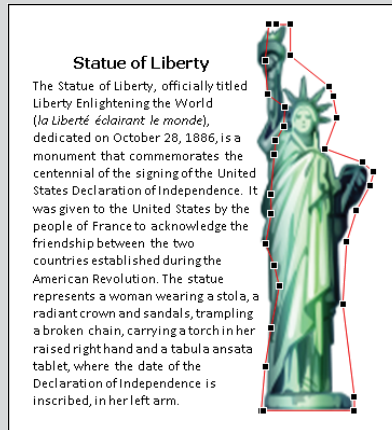 Statue of Liberty
The Statue of Liberty, officially titled
Liberty Enlightening the World
(la Liberté éclairant le monde),
dedicated on October 28, 1886, is a
monument that commemorates the
centennial of the signing of the United
States Declaration of Independence. It
was given to the United States by the
people of France to acknowledge the
friendship between the two
countries established during the
American Revolution. The statue
represents a woman wearing a stola, a
radiant crown and sandals, trampling
a broken chain, carrying a torch in her
raised right hand and a tabula ansata
tablet, where the date of the
Declaration of Independence is
inscribed, in her left arm.